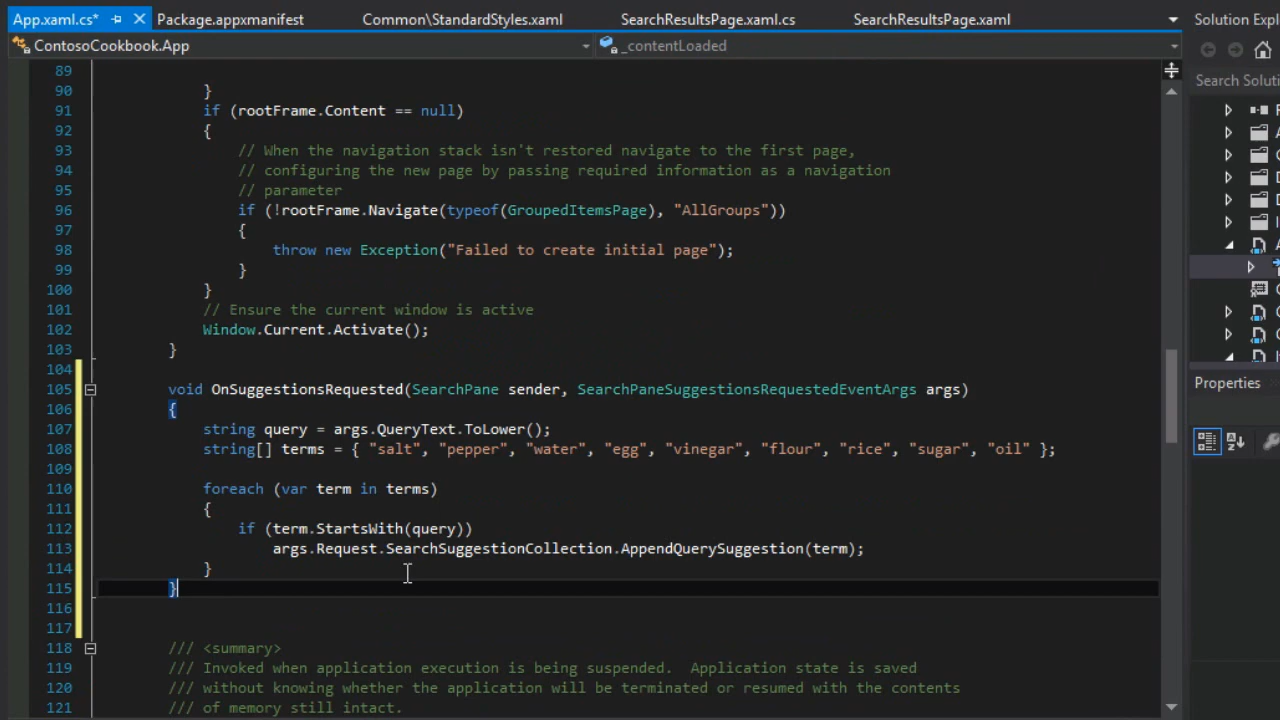 App.xaml.cs* Package.appxmanifest Common\StandardStyles.xaml SearchResultsPage.xaml.cs SearchResultsPage.xaml Solution Explo
ContosoCookbook.App _contentLoaded
Search Soluti
89
90 }
91 if (rootFrame.Content == null)
92 {
93 // When the navigation stack isn't restored navigate to the first page,
94 // configuring the new page by passing required information as a navigation
95 // parameter
96 if (!rootFrame.Navigate(typeof(GroupedItemsPage), "AllGroups"))
97 {
98 throw new Exception("Failed to create initial page");
99 }
100 }
101 // Ensure the current window is active
102 Window.Current.Activate();
103 }
104
105 void OnSuggestionsRequested(SearchPane sender, SearchPaneSuggestionsRequestedEventArgs args)
106 {
107 string query = args.QueryText.ToLower();
108 string[] terms = { "salt", "pepper", "water", "egg", "vinegar", "flour", "rice", "sugar", "oil" };
109
110 foreach (var term in terms)
111 {
112 if (term.StartsWith(query))
113 args.Request.SearchSuggestionCollection.AppendQuerySuggestion(term);
114 }
115 }
116
117
118 /// <summary>
119 /// Invoked when application execution is being suspended.  Application state is saved
120 /// without knowing whether the application will be terminated or resumed with the contents
121 /// of memory still intact.
Properties